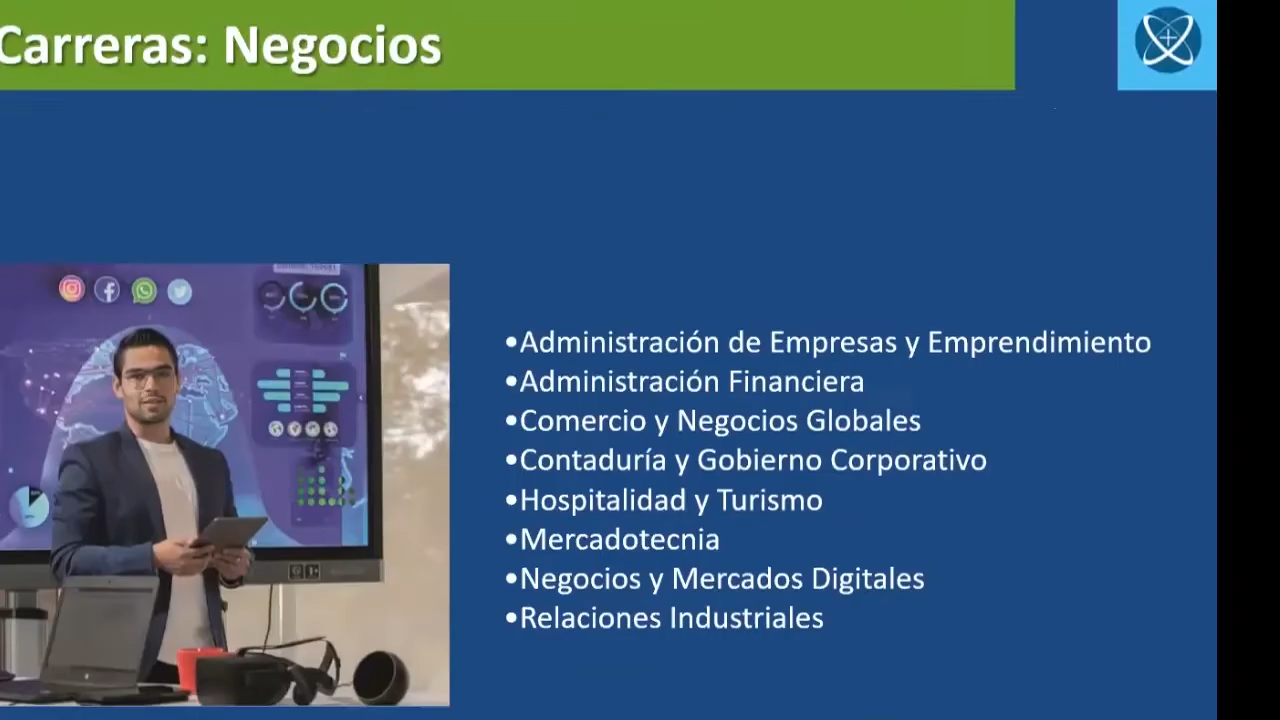 Carreras: Negocios
•Administración de Empresas y Emprendimiento
•Administración Financiera
•Comercio y Negocios Globales
•Contaduría y Gobierno Corporativo
•Hospitalidad y Turismo
•Mercadotecnia
•Negocios y Mercados Digitales
•Relaciones Industriales